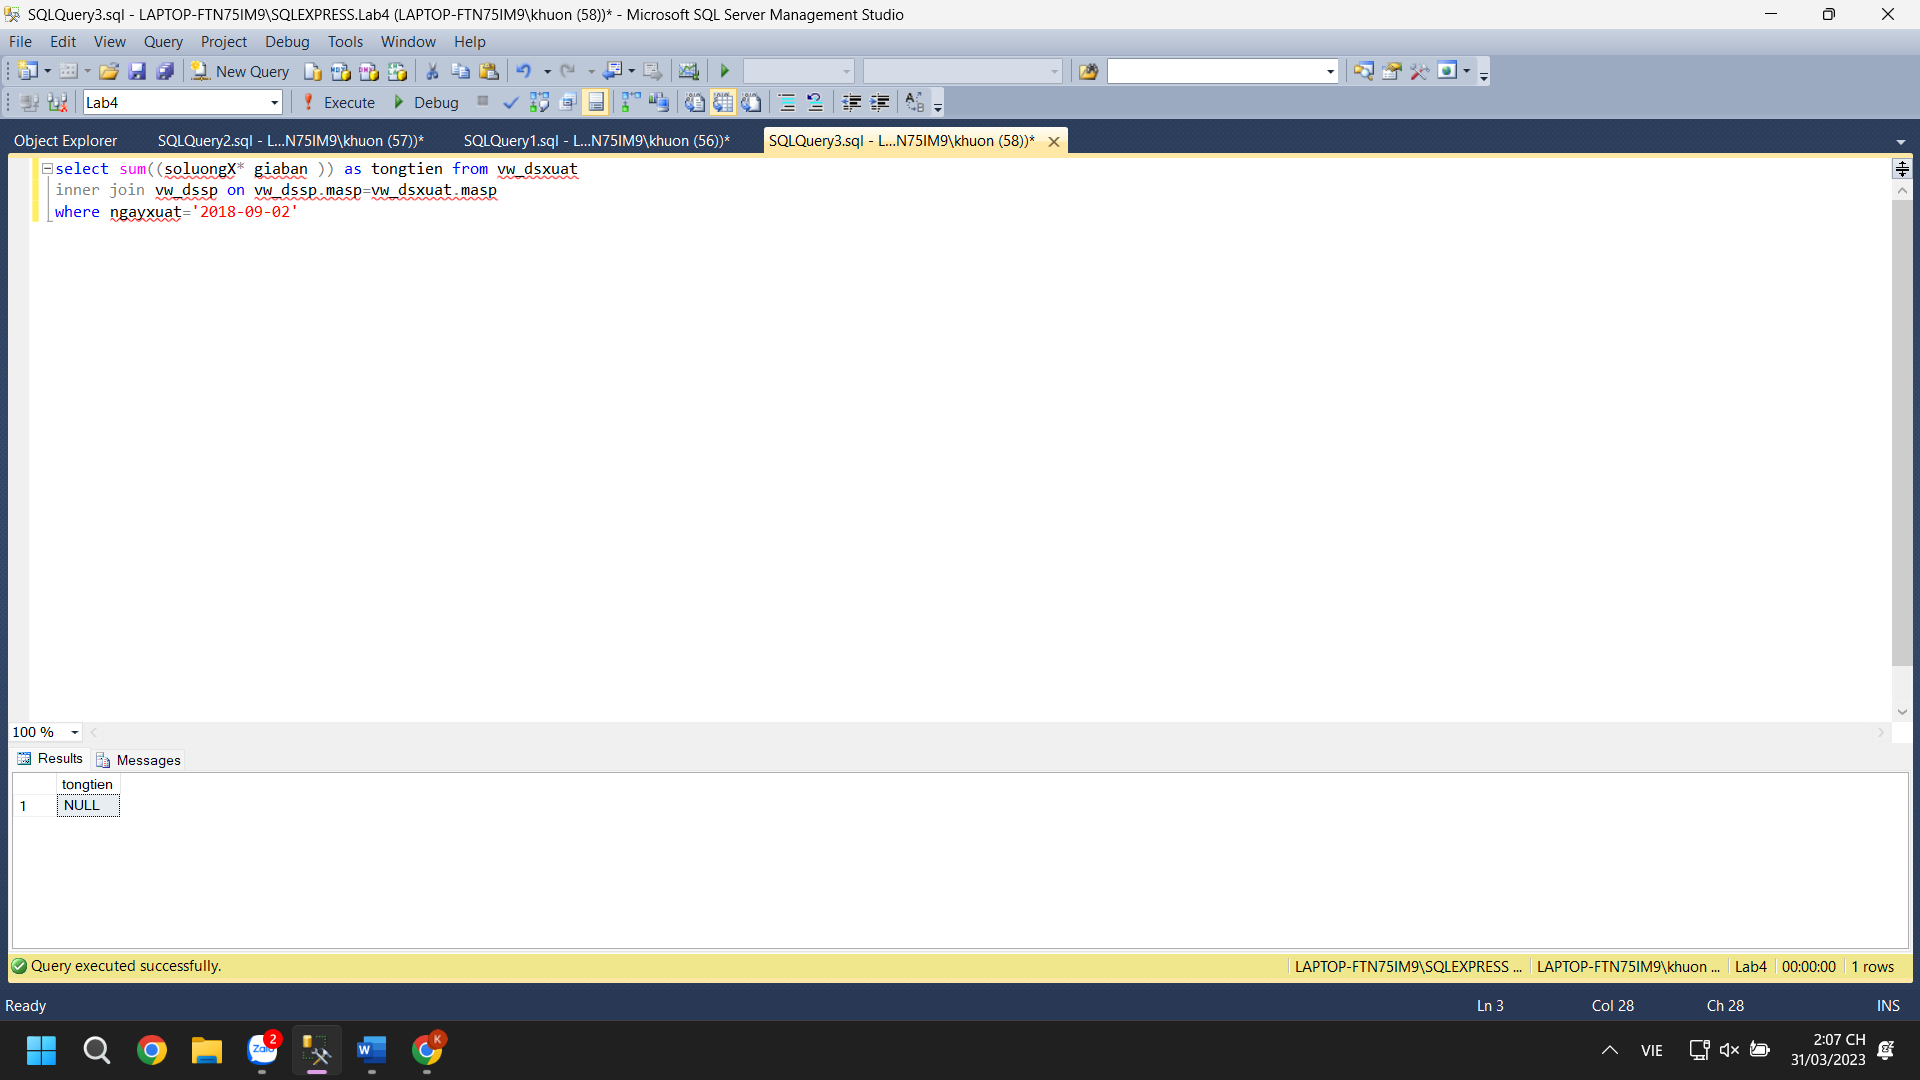 SQLQuery3.sql - LAPTOP-FTN75IM9\SQLEXPRESS.Lab4 (LAPTOP-FTN75IM9\khuon (58))* - Microsoft SQL Server Management Studio
File Edit View Query Project Debug Tools Window Help
New Query
Lab4 Execute Debug
Object Explorer SQLQuery2.sql - L...N75IM9\khuon (57))* SQLQuery1.sql - L...N75IM9\khuon (56))* SQLQuery3.sql - L...N75IM9\khuon (58))*
select sum((soluongX* giaban )) as tongtien from vw_dsxuat
inner join vw_dssp on vw_dssp.masp=vw_dsxuat.masp
where ngayxuat='2018-09-02'
100 %
Results Messages
tongtien
1 NULL
Query executed successfully. LAPTOP-FTN75IM9\SQLEXPRESS ... LAPTOP-FTN75IM9\khuon ... Lab4 00:00:00 1 rows
Ready Ln 3 Col 28 Ch 28 INS
Zalo 2 W K VIE 2:07 CH
31/03/2023